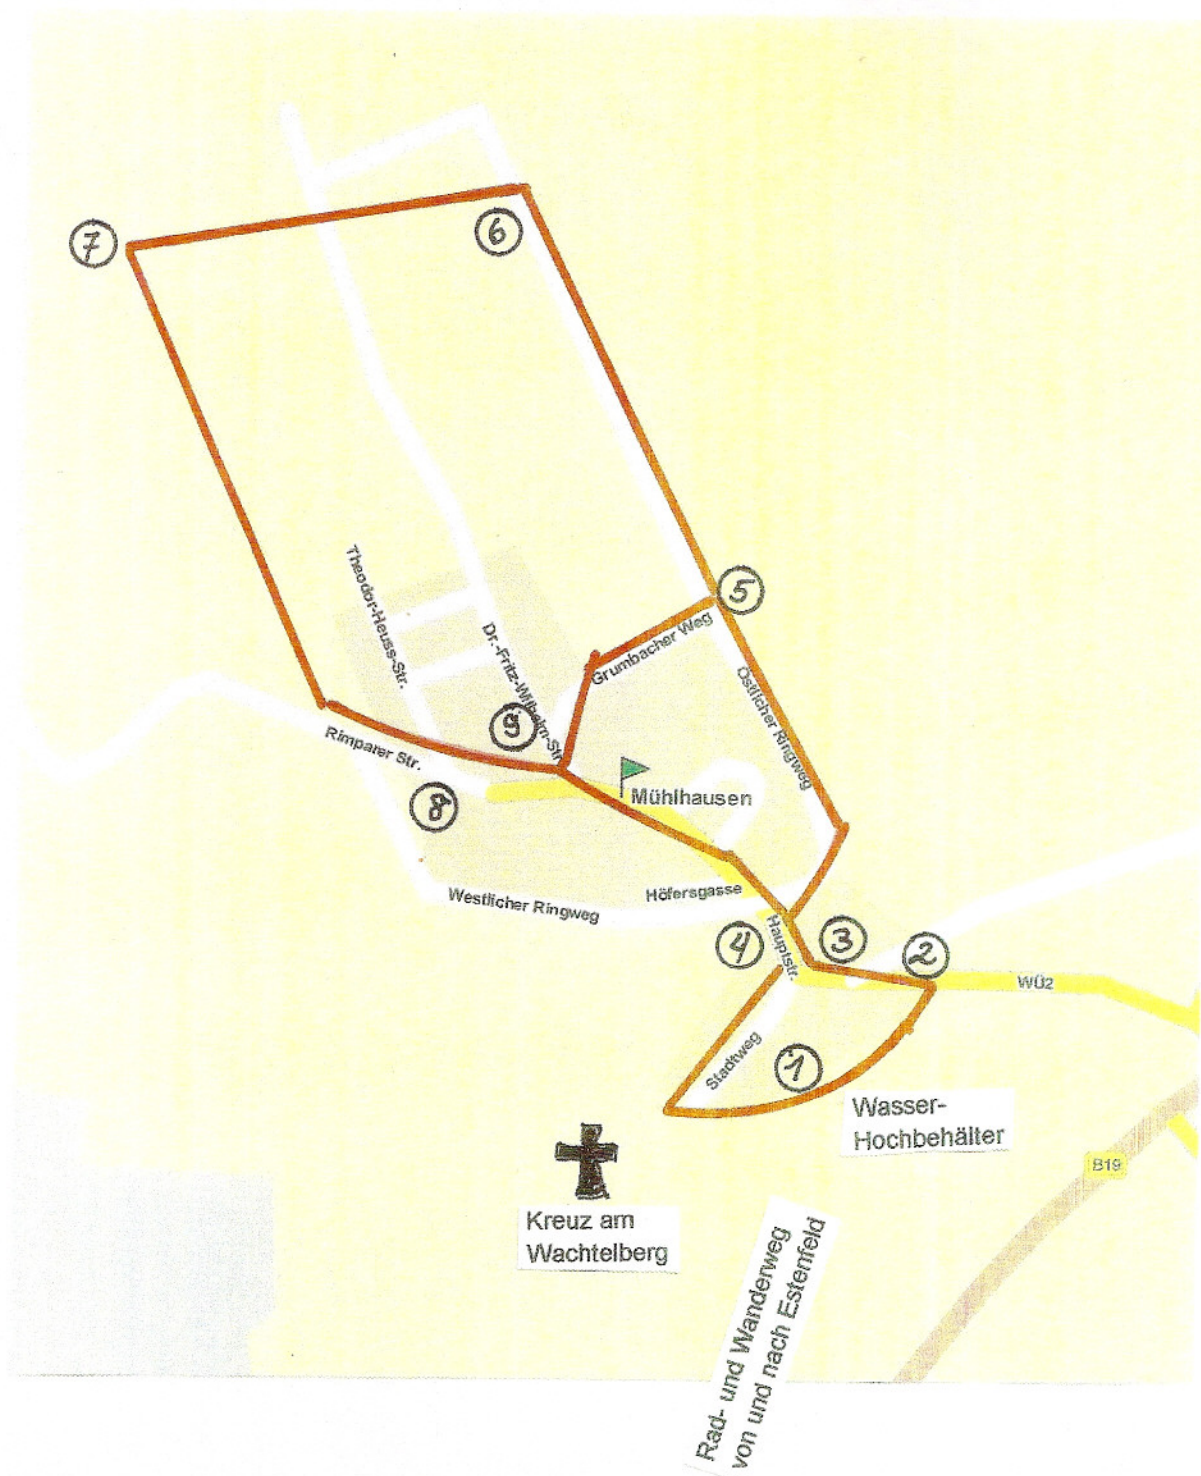 7
6
Theodor-Heuss-Str.
Dr.-Fritz-Wilhelm-Str.
5
Grumbacher Weg
Östlicher Ringweg
9
Rimparer Str.
8
Mühlhausen
Westlicher Ringweg
Höfersgasse
4
Hauptstr.
3
2
WÜ2
Stadtweg
1
Wasser-
Hochbehälter
B19
Kreuz am
Wachtelberg
Rad- und Wanderweg
von und nach Estenfeld